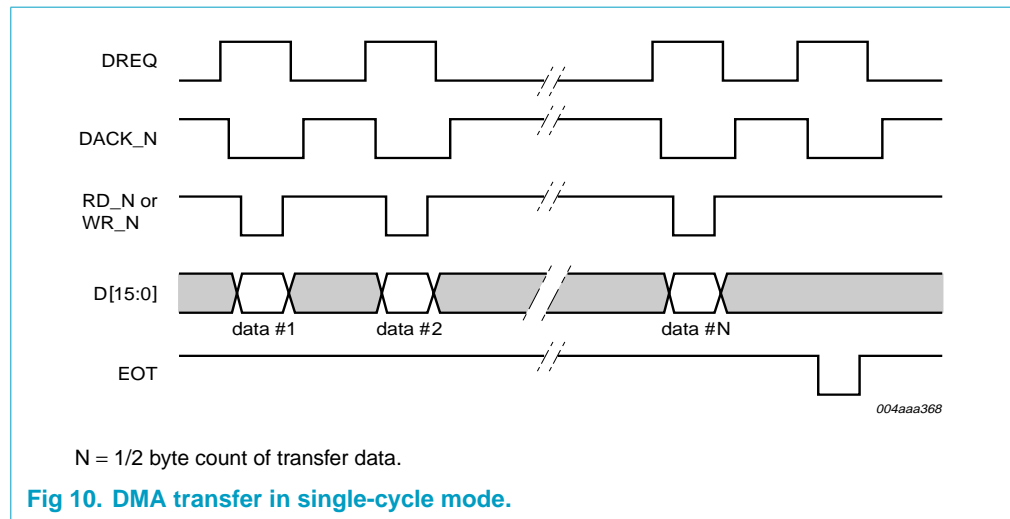 DREQ
DACK_N
RD_N or
WR_N
D[15:0]
data #1 data #2 data #N
EOT
004aaa368
N = 1/2 byte count of transfer data.
Fig 10. DMA transfer in single-cycle mode.